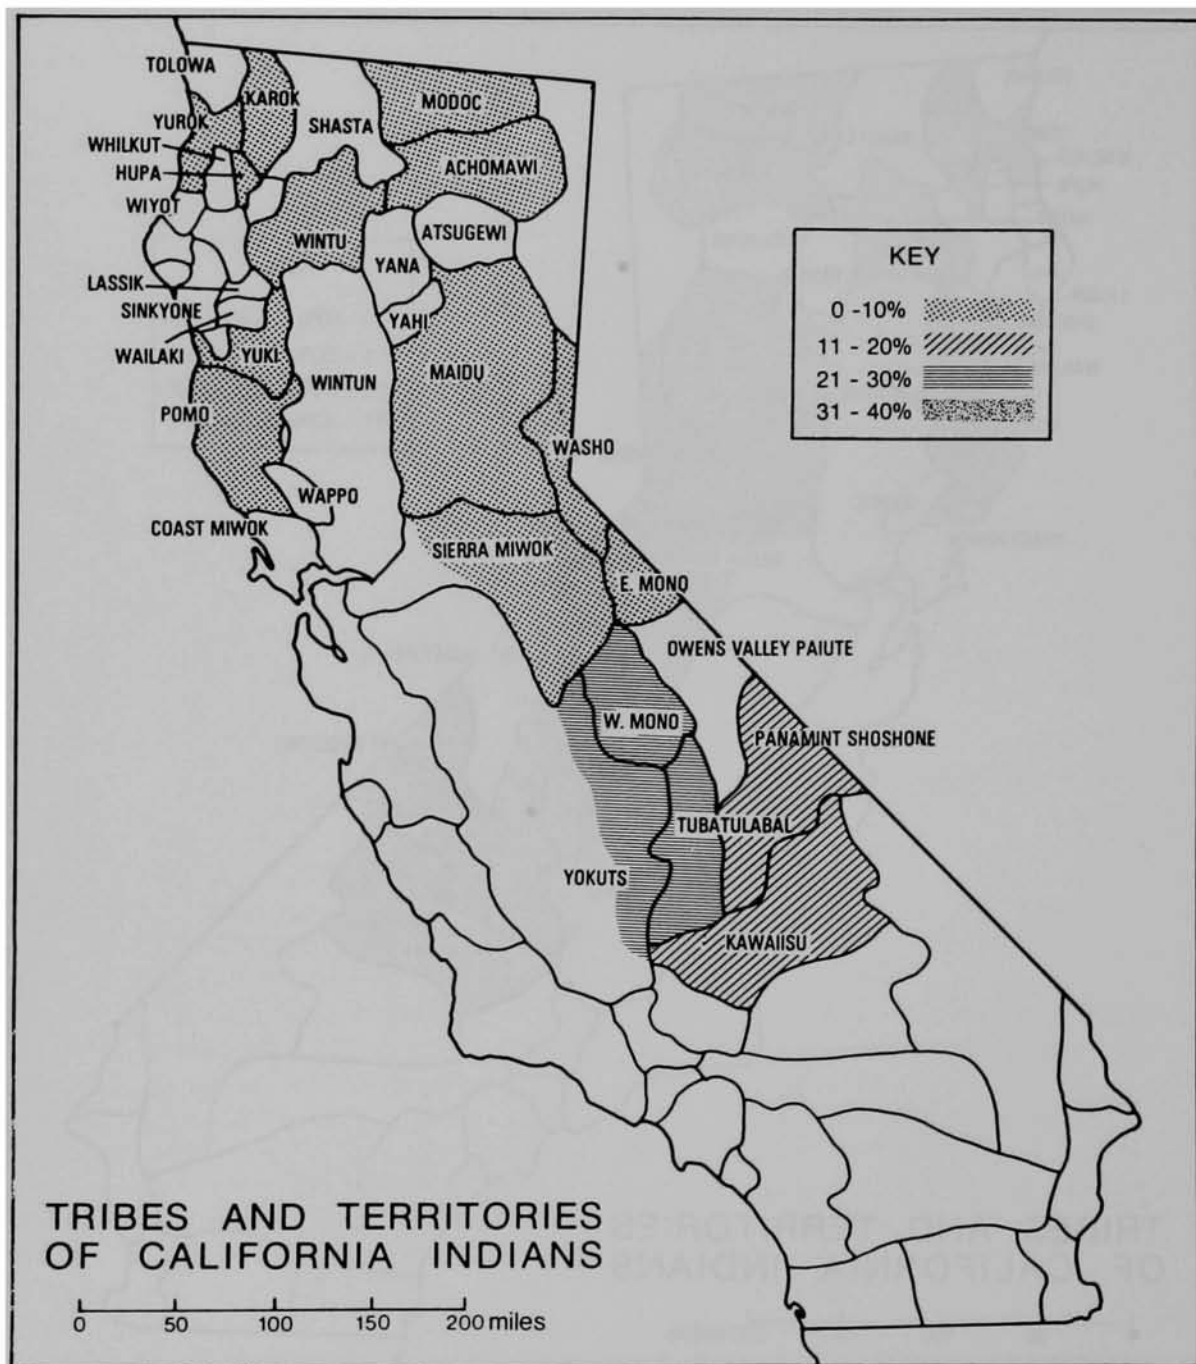 TOLOWA
KAROK
MODOC
YUROK
SHASTA
WHILKUT
ACHOMAWI
HUPA
WIYOT
ATSUGEWI
WINTU
YANA
LASSIK
SINKYONE
YAHI
WAILAKI
YUKI
MAIDU
WINTUN
POMO
WASHO
WAPPO
COAST MIWOK
SIERRA MIWOK
E. MONO
OWENS VALLEY PAIUTE
W. MONO
PANAMINT SHOSHONE
TUBATULABAL
YOKUTS
KAWAIISU
KEY
0 -10%
11 - 20%
21 - 30%
31 - 40%
TRIBES AND TERRITORIES
OF CALIFORNIA INDIANS
0 50 100 150 200 miles